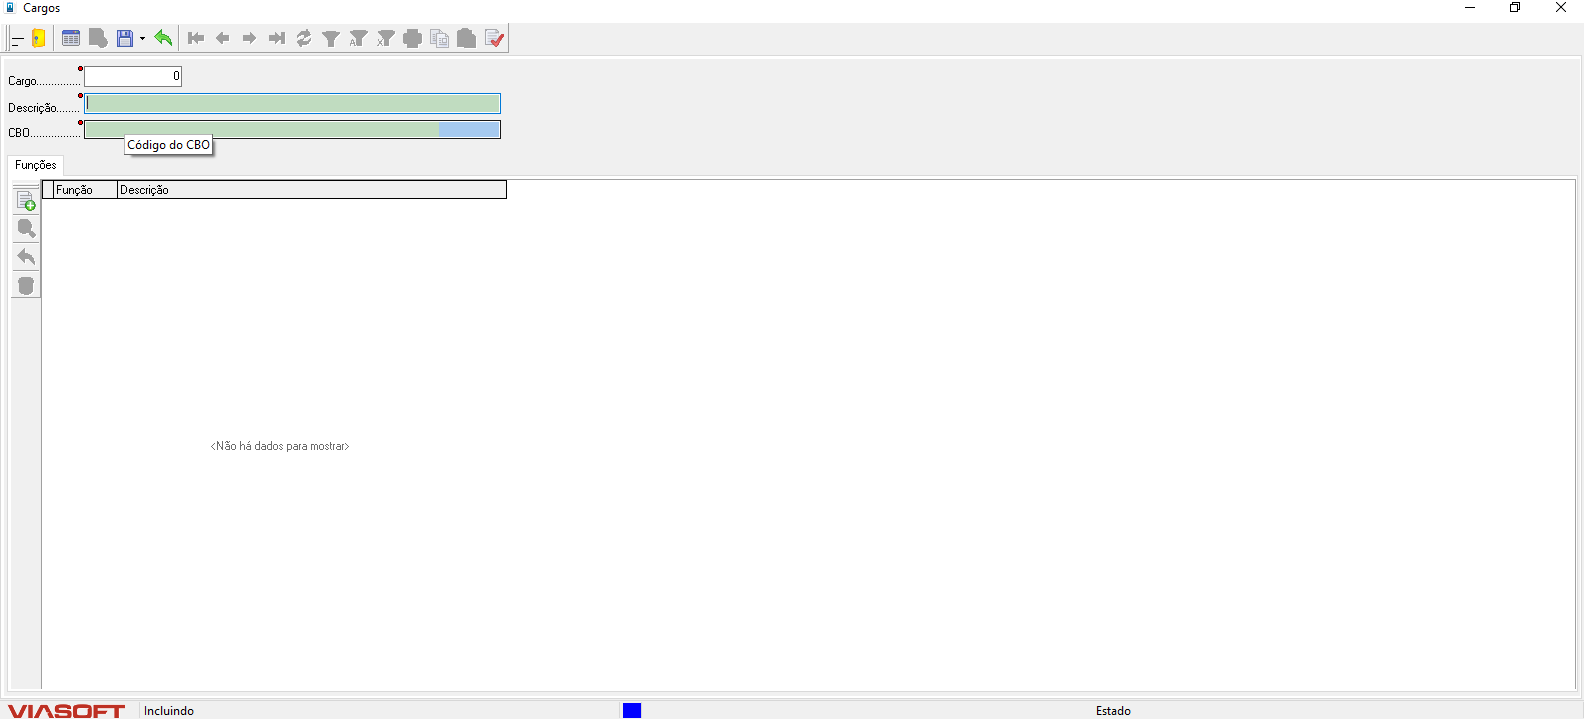 Cargos
Cargo............... 0
Descrição........
CBO.................
Código do CBO
Funções
Função Descrição
<Não há dados para mostrar>
VIASOFT Incluindo Estado